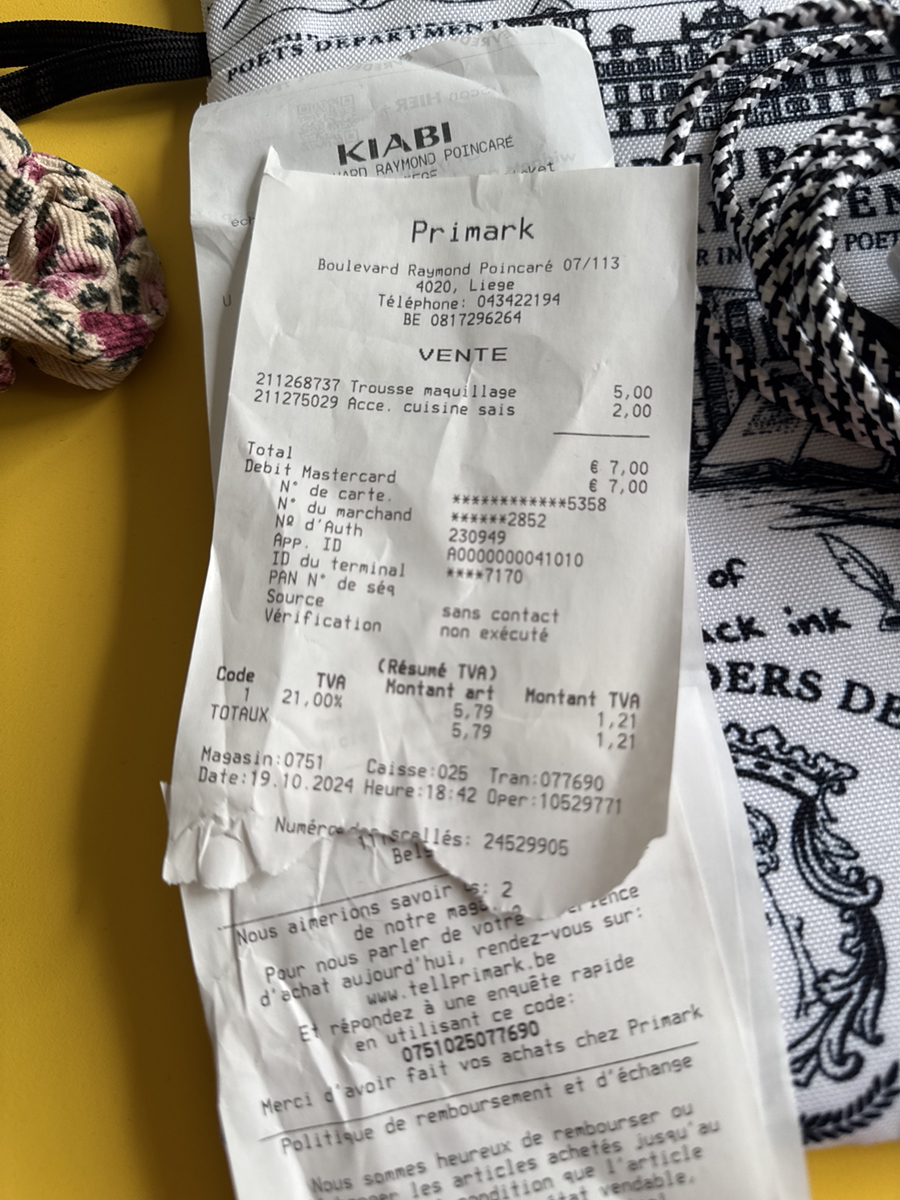 POETS DEPARTMENT
KIABI
RAYMOND POINCARÉ
Primark
Boulevard Raymond Poincaré 07/113
4020, Liege
Téléphone: 043422194
BE 0817296264
VENTE
211268737 Trousse maquillage 5,00
211275029 Acce. cuisine sais 2,00
Total € 7,00
Debit Mastercard € 7,00
N° de carte. ************5358
N° du marchand ******2852
Nº d'Auth 230949
App. ID A0000000041010
ID du terminal ****7170
PAN N° de séq
Source sans contact
Vérification non exécuté
(Résumé TVA)
Code TVA Montant art Montant TVA
1 21,00% 5,79 1,21
TOTAUX 5,79 1,21
Magasin:0751 Caisse:025 Tran:077690
Date:19.10.2024 Heure:18:42 Oper:10529771
24529905
: 2
Nous aimerions savoir
de notre
Pour nous parler de votre
d'achat aujourd'hui, rendez-vous sur:
www.tellprimark.be
Et répondez à une enquête rapide
en utilisant ce code:
0751025077690
Merci d'avoir fait vos achats chez Primark
Politique de remboursement et d'échange
Nous sommes heureux de rembourser ou
les articles achetés jusqu'au
condition que l'article
état vendable,
POET
of
ink